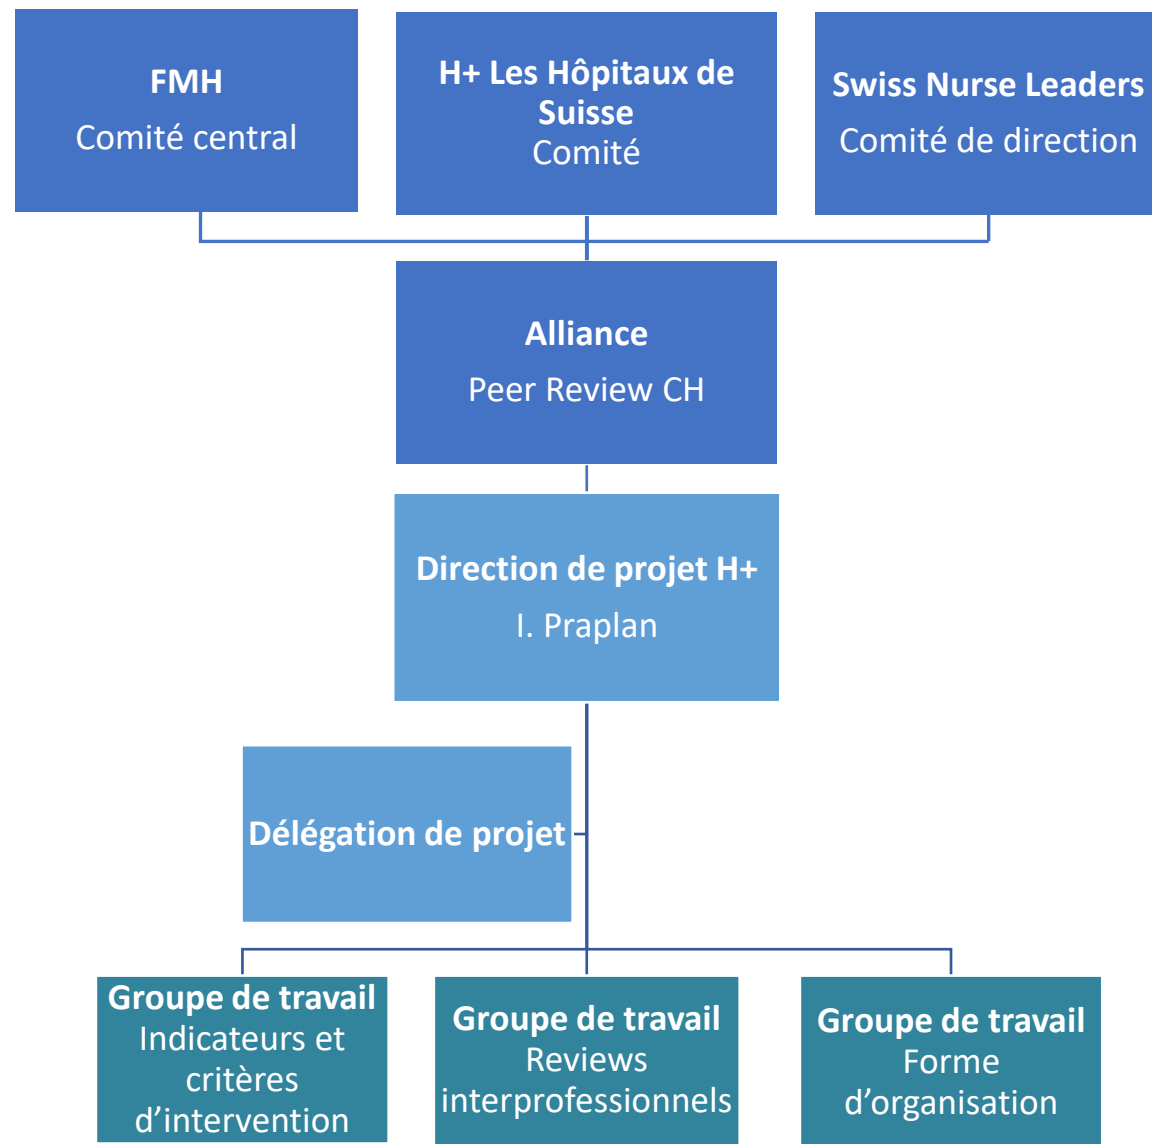 FMH
Comité central
H+ Les Hôpitaux de
Suisse
Comité
Swiss Nurse Leaders
Comité de direction
Alliance
Peer Review CH
Direction de projet H+
I. Praplan
Délégation de projet
Groupe de travail
Indicateurs et
critères
d’intervention
Groupe de travail
Reviews
interprofessionnels
Groupe de travail
Forme
d’organisation